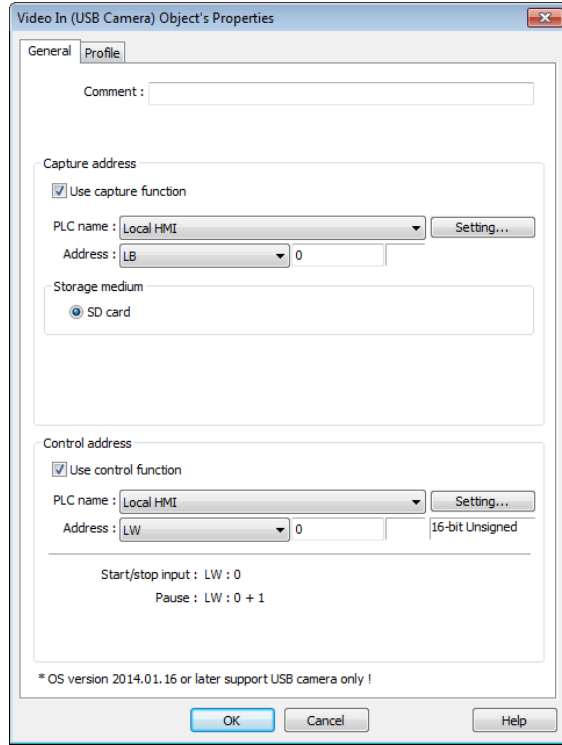 Video In (USB Camera) Object's Properties
General Profile
Comment :
Capture address
Use capture function
PLC name : Local HMI Setting...
Address : LB 0
Storage medium
SD card
Control address
Use control function
PLC name : Local HMI Setting...
Address : LW 0 16-bit Unsigned
Start/stop input : LW : 0
Pause : LW : 0 + 1
* OS version 2014.01.16 or later support USB camera only !
OK Cancel Help